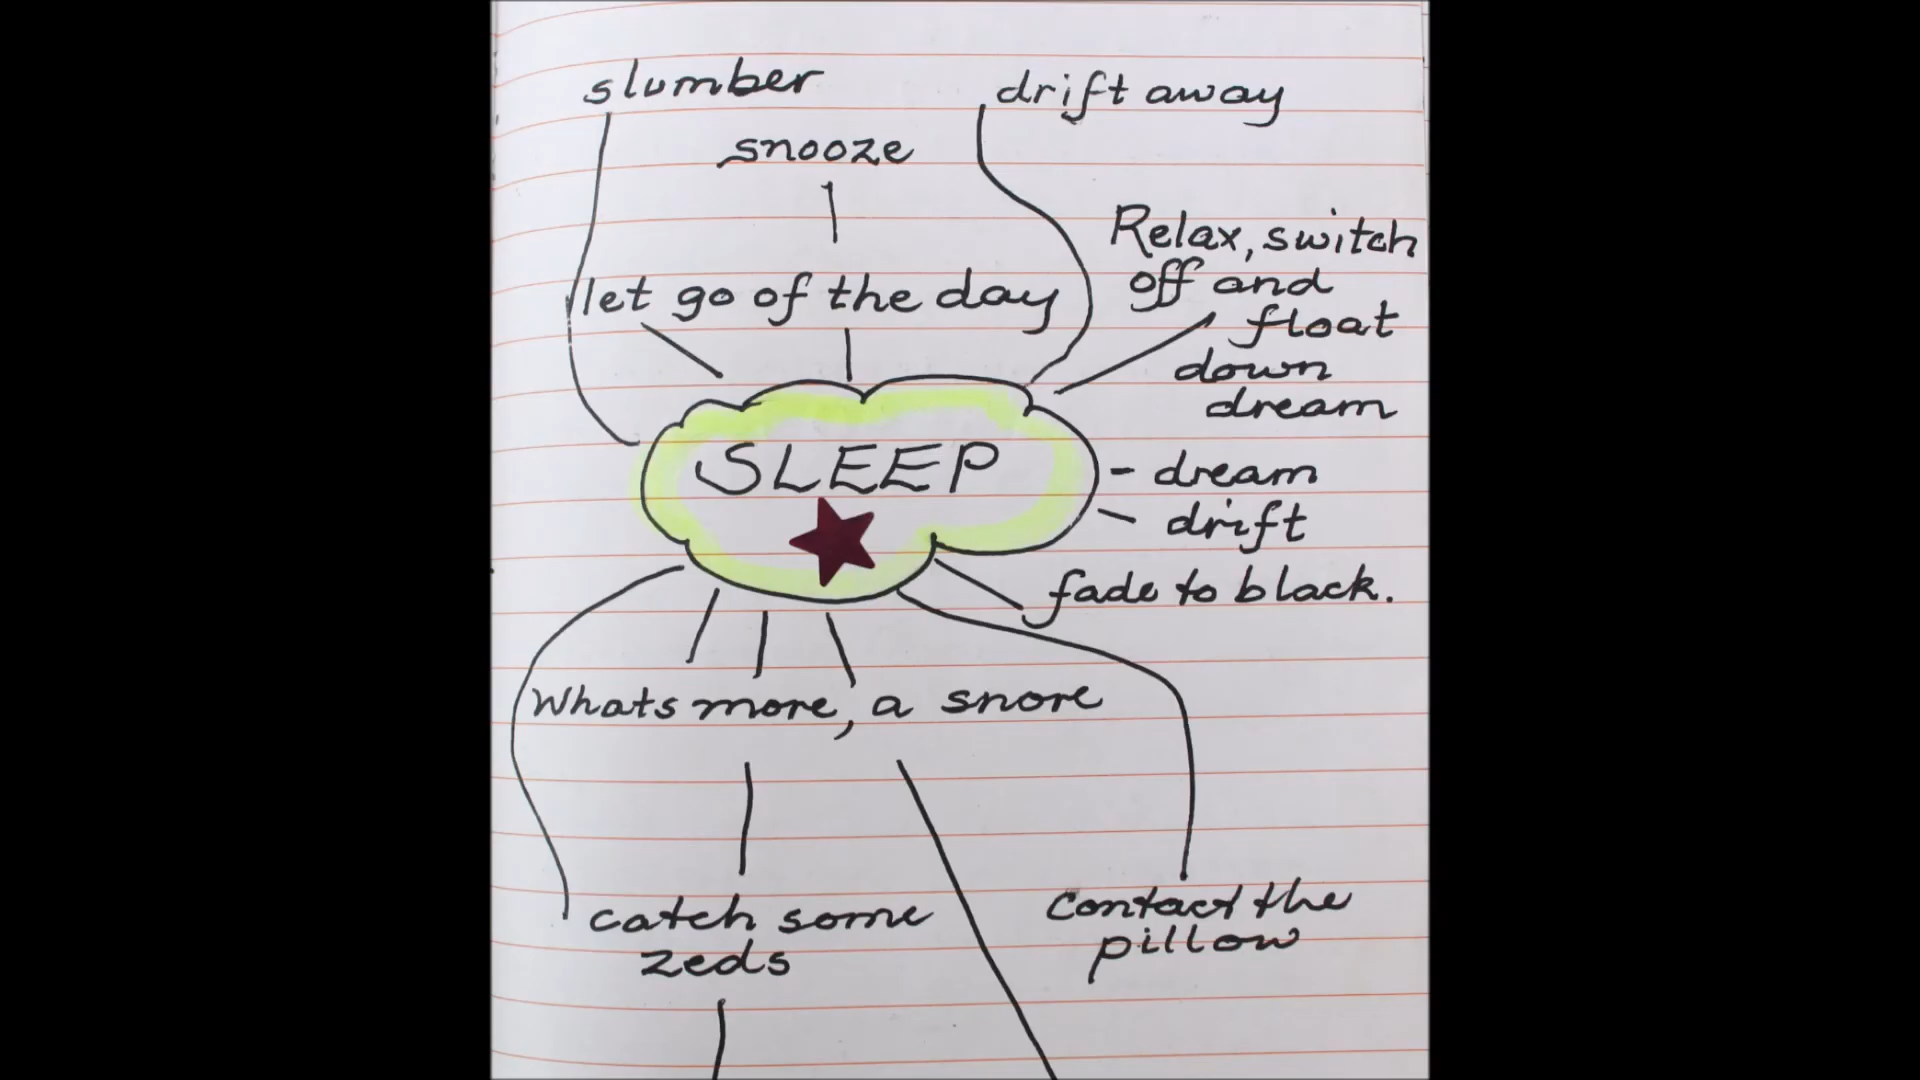 slumber
drift away
snooze
Relax, switch
off and
float
down
dream
let go of the day
SLEEP
- dream
drift
fade to black.
Whats more, a snore
catch some
zeds
Contact the
pillow